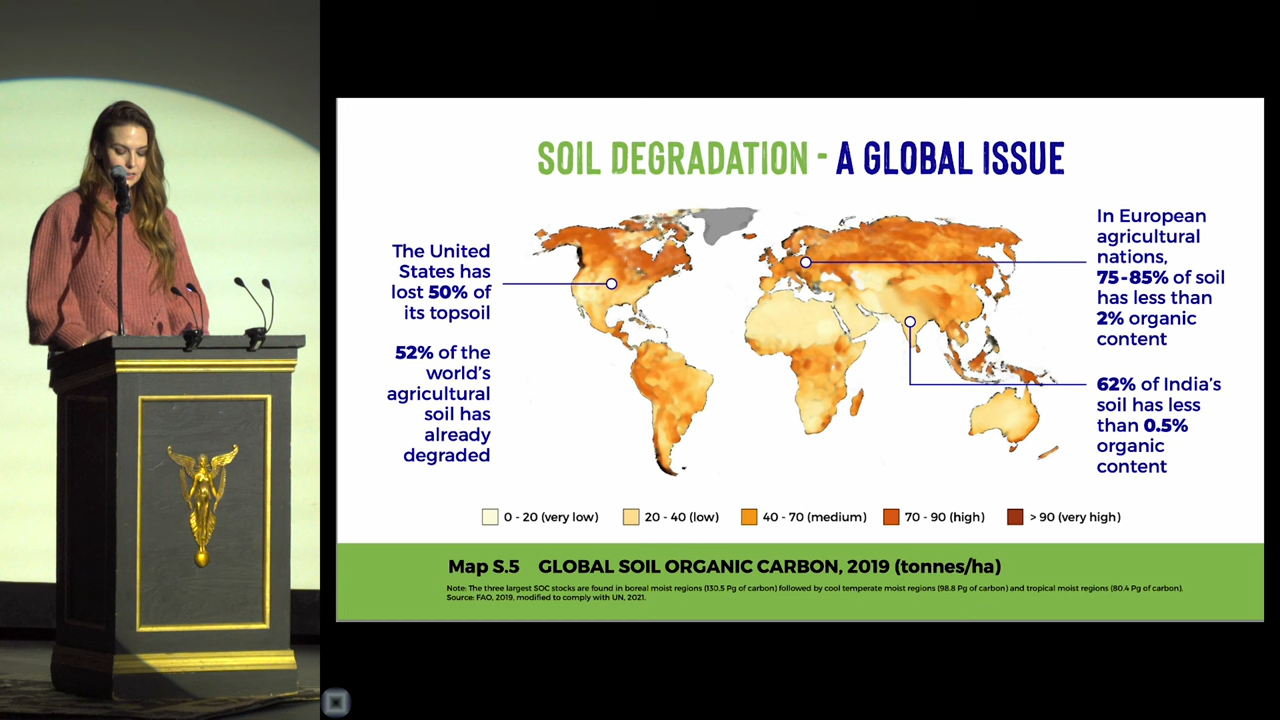 SOIL DEGRADATION - A GLOBAL ISSUE
The United
States has
lost 50% of
its topsoil
52% of the
world's
agricultural
soil has
already
degraded
In European
agricultural
nations,
75-85% of soil
has less than
2% organic
content
62% of India's
soil has less
than 0.5%
organic
content
0 - 20 (very low)
20 - 40 (low)
40 - 70 (medium)
70 - 90 (high)
> 90 (very high)
Map S.5 GLOBAL SOIL ORGANIC CARBON, 2019 (tonnes/ha)
Note: The three largest SOC stocks are found in boreal moist regions (130.5 Pg of carbon) followed by cool temperate moist regions (98.8 Pg of carbon) and tropical moist regions (80.4 Pg of carbon).
Source: FAO, 2019, modified to comply with UN, 2021.